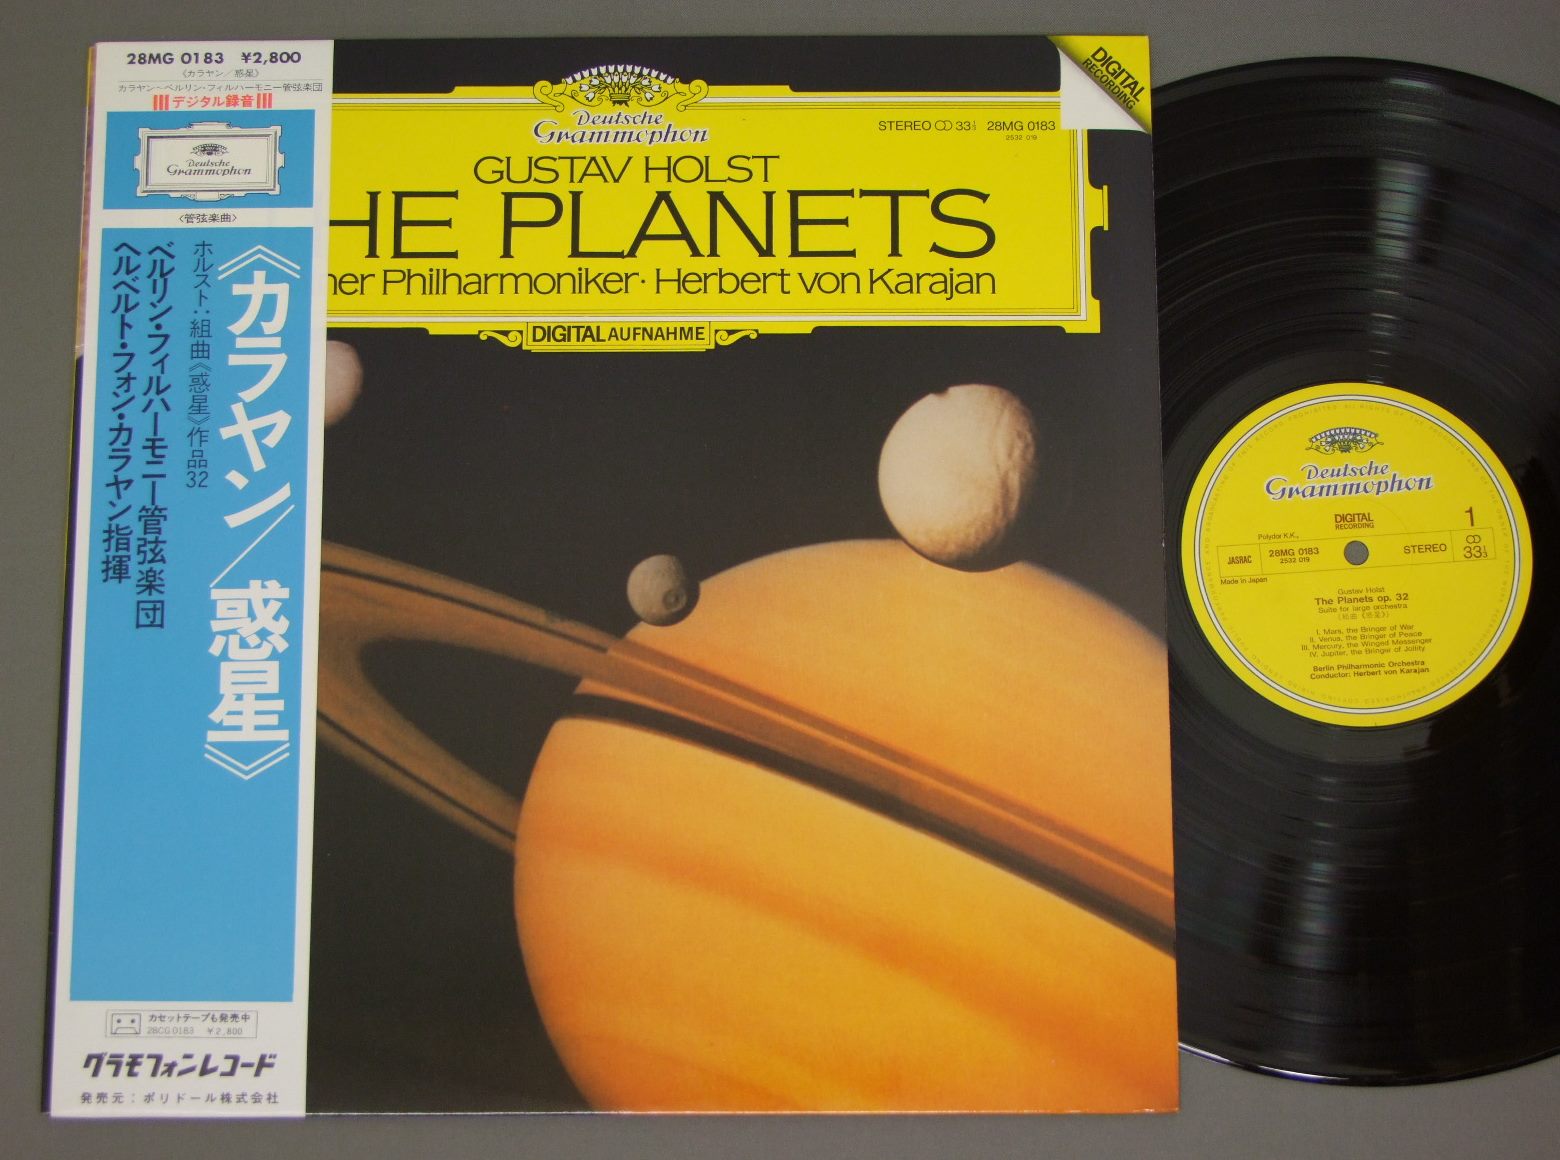 28MG 0183 ¥2,800
《カラヤン／惑星》
カラヤン〜ベルリン・フィルハーモニー管弦楽団
デジタル録音
Deutsche
Grammophon
〈管弦楽曲〉
《カラヤン／惑星》
ホルスト：組曲《惑星》作品32
ベルリン・フィルハーモニー管弦楽団
ヘルベルト・フォン・カラヤン指揮
カセットテープも発売中
28CG 0183 ¥2,800
グラモフォンレコード
発売元：ポリドール株式会社
DIGITAL
RECORDING
Deutsche
Grammophon
STEREO 33⅓ 28MG 0183
2532 019
GUSTAV HOLST
HE PLANETS
ner Philharmoniker · Herbert von Karajan
DIGITAL AUFNAHME
Deutsche
Grammophon
DIGITAL
RECORDING
1
Polydor K.K.,
JASRAC
28MG 0183
2532 019
STEREO
33⅓
Made in Japan
Gustav Holst
The Planets op. 32
Suite for large orchestra
(組曲《惑星》)
I. Mars, the Bringer of War
II. Venus, the Bringer of Peace
III. Mercury, the Winged Messenger
IV. Jupiter, the Bringer of Jollity
Berlin Philharmonic Orchestra
Conductor: Herbert von Karajan